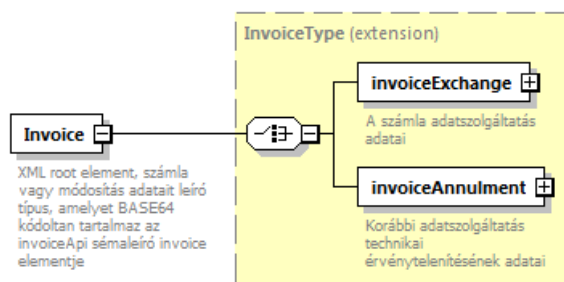 InvoiceType (extension)
invoiceExchange
A számla adatszolgáltatás
adatai
Invoice
XML root element, számla
vagy módosítás adatait leíró
típus, amelyet BASE64
kódoltan tartalmaz az
invoiceApi sémaleíró invoice
elementje
invoiceAnnulment
Korábbi adatszolgáltatás
technikai
érvénytelenítésének adatai